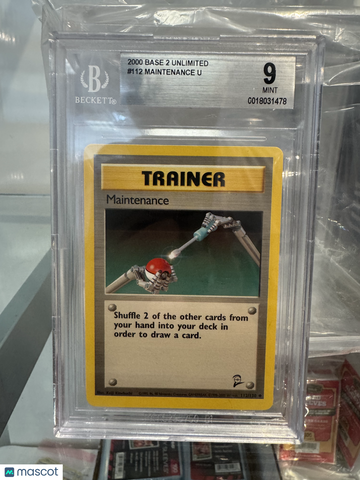 2000 BASE 2 UNLIMITED
#112 MAINTENANCE U
9
MINT
0018031478
B
BECKETT
TRAINER
Maintenance
Shuffle 2 of the other cards from
your hand into your deck in
order to draw a card.
mascot